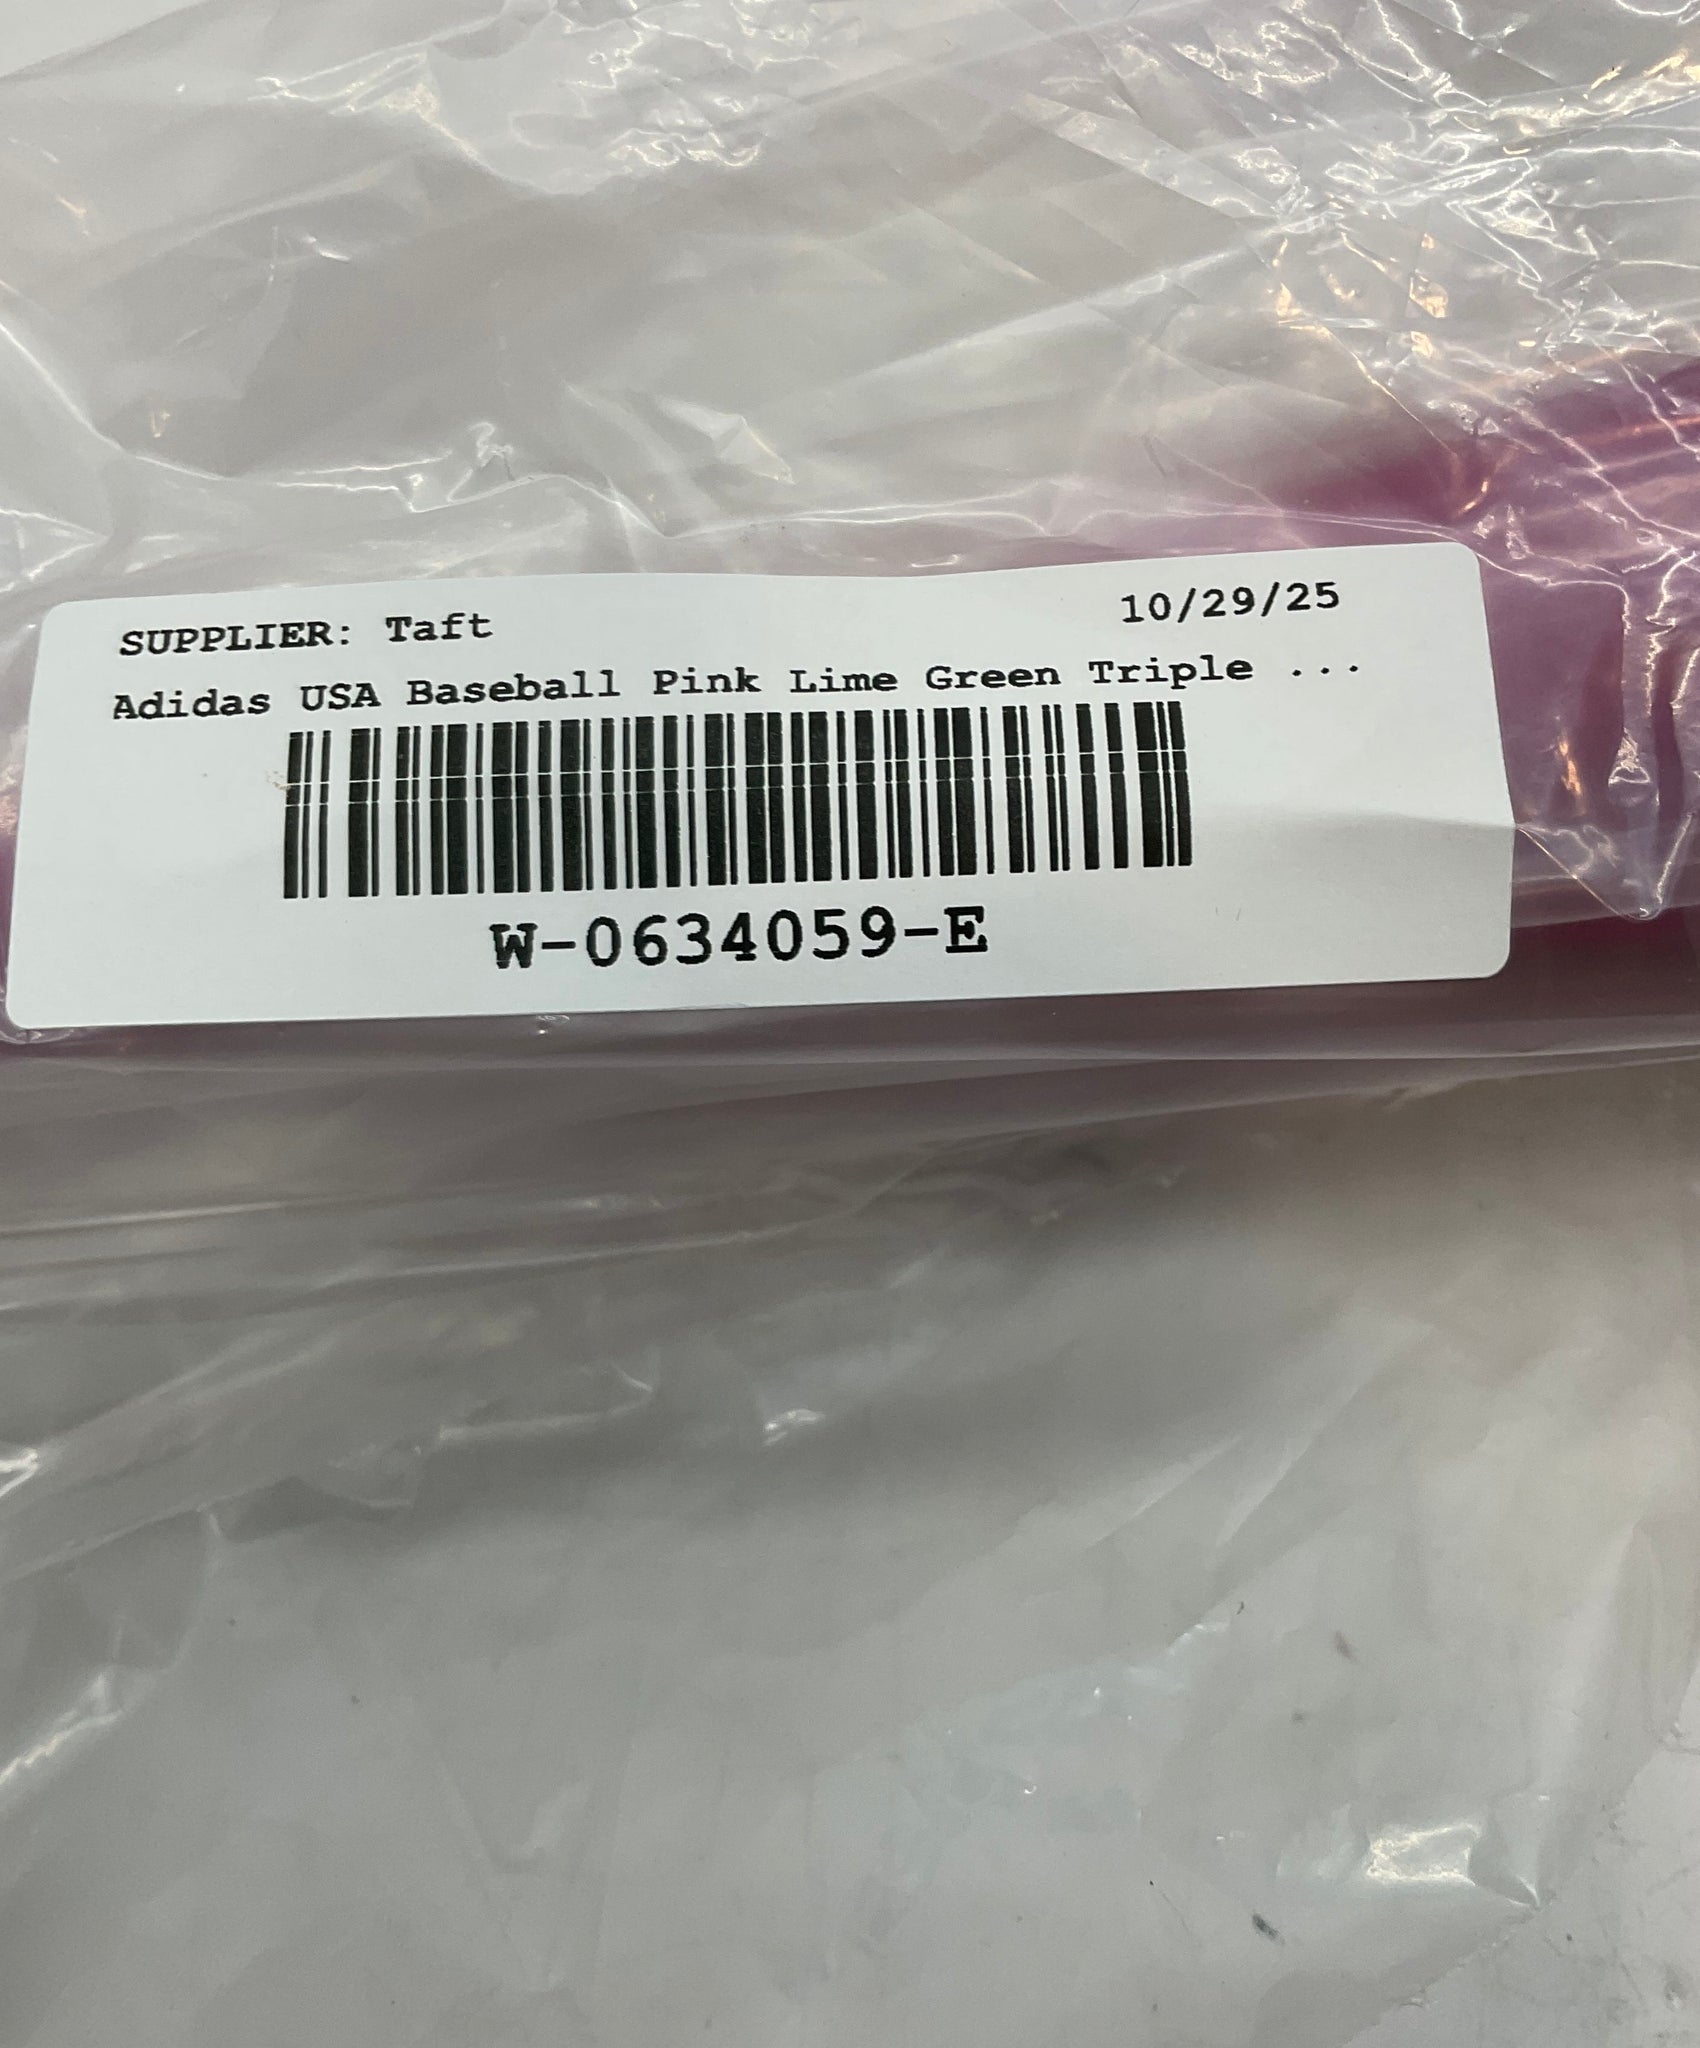 SUPPLIER: Taft 10/29/25
Adidas USA Baseball Pink Lime Green Triple ...
W-0634059-E